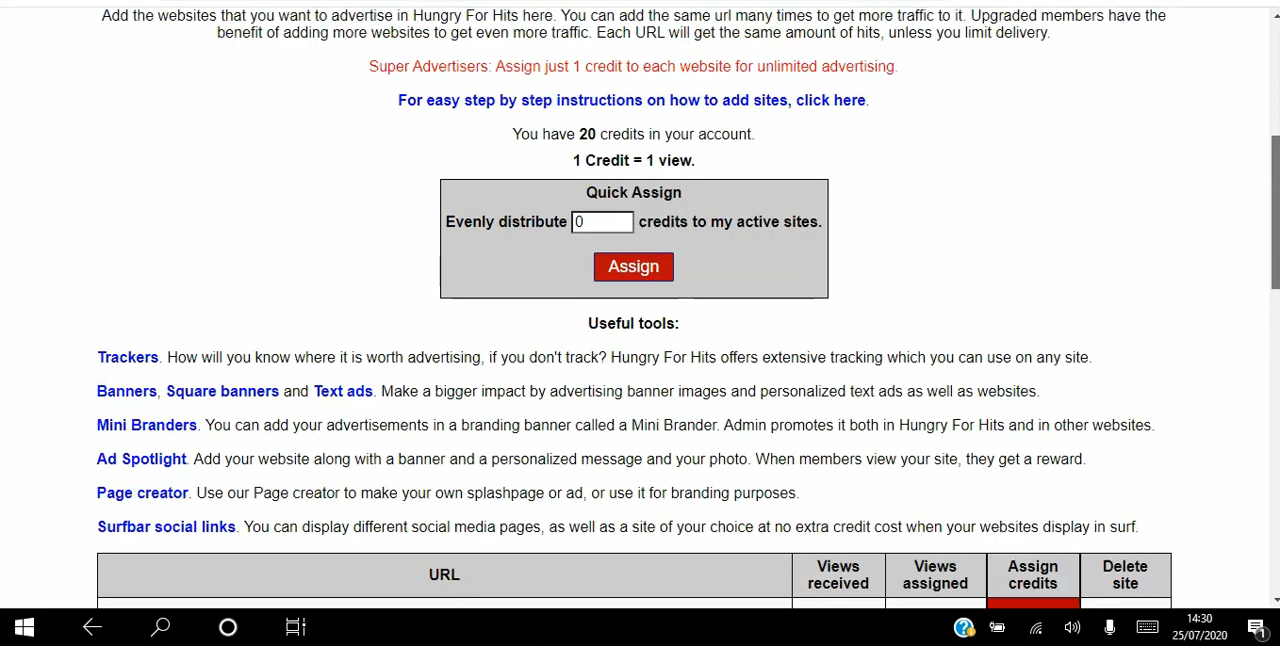 Add the websites that you want to advertise in Hungry For Hits here. You can add the same url many times to get more traffic to it. Upgraded members have the
benefit of adding more websites to get even more traffic. Each URL will get the same amount of hits, unless you limit delivery.
Super Advertisers: Assign just 1 credit to each website for unlimited advertising.
For easy step by step instructions on how to add sites, click here.
You have 20 credits in your account.
1 Credit = 1 view.
Quick Assign
Evenly distribute 0 credits to my active sites.
Assign
Useful tools:
Trackers. How will you know where it is worth advertising, if you don't track? Hungry For Hits offers extensive tracking which you can use on any site.
Banners, Square banners and Text ads. Make a bigger impact by advertising banner images and personalized text ads as well as websites.
Mini Branders. You can add your advertisements in a branding banner called a Mini Brander. Admin promotes it both in Hungry For Hits and in other websites.
Ad Spotlight. Add your website along with a banner and a personalized message and your photo. When members view your site, they get a reward.
Page creator. Use our Page creator to make your own splashpage or ad, or use it for branding purposes.
Surfbar social links. You can display different social media pages, as well as a site of your choice at no extra credit cost when your websites display in surf.
URL
Views received
Views assigned
Assign credits
Delete site
14:30
25/07/2020
1